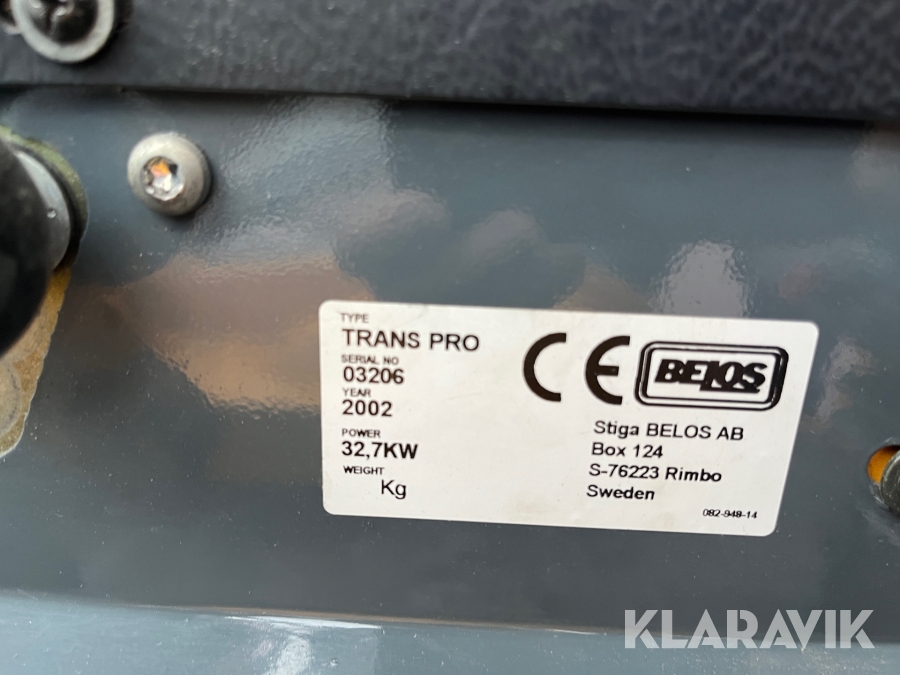 TYPE
TRANS PRO
SERIAL NO
03206
YEAR
2002
POWER
32,7KW
WEIGHT
Kg
CE
BELOS
Stiga BELOS AB
Box 124
S-76223 Rimbo
Sweden
082-948-14
KLARAVIK